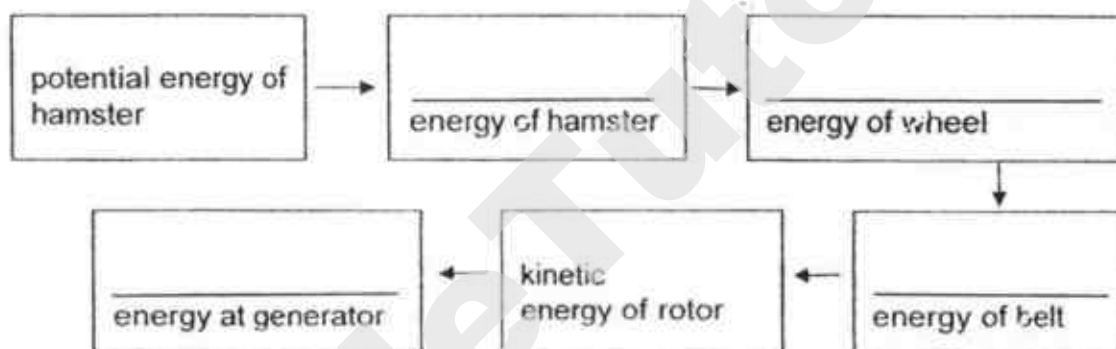 potential energy of
hamster
energy of hamster
energy of wheel
energy at generator
kinetic
energy of rotor
energy of belt